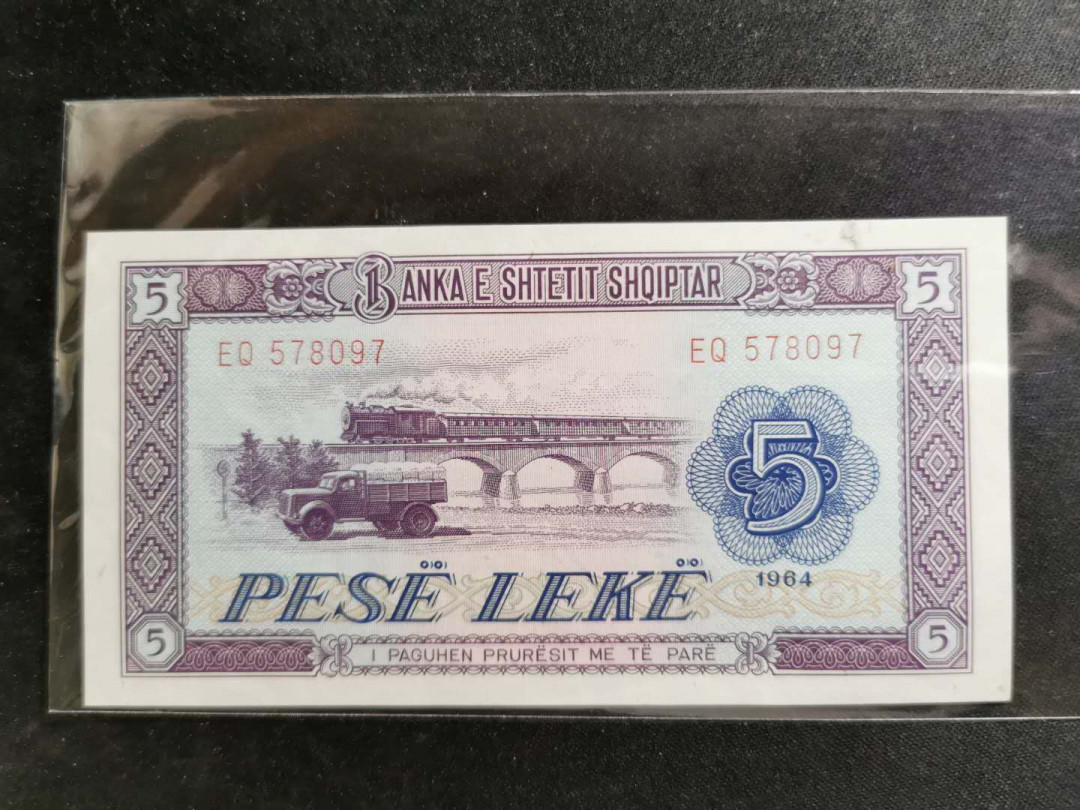 5 BANKA E SHTETIT SHQIPTAR 5
EQ 578097 EQ 578097
5
PESË LEKË 1964
5 I PAGUHEN PRURËSIT ME TË PARË 5